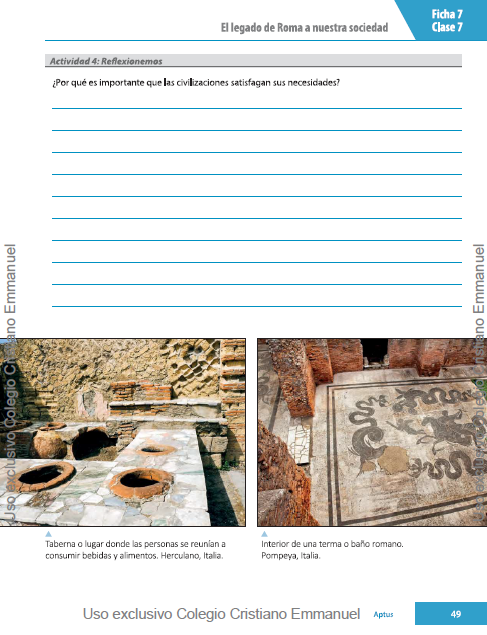 Ficha 7
El legado de Roma a nuestra sociedad
Clase 7
Actividad 4: Reflexionemos
¿Por qué es importante que las civilizaciones satisfagan sus necesidades?
Uso exclusivo Colegio Cristiano Emmanuel
Uso exclusivo Colegio Cristiano Emmanuel
Taberna o lugar donde las personas se reunían a
consumir bebidas y alimentos. Herculano, Italia.
Interior de una terma o baño romano.
Pompeya, Italia.
Uso exclusivo Colegio Cristiano Emmanuel
Aptus
49